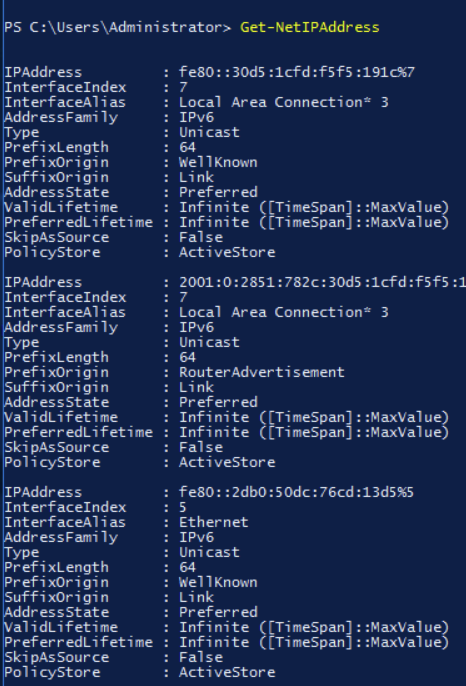 PS C:\Users\Administrator> Get-NetIPAddress
IPAddress : fe80::30d5:1cfd:f5f5:191c%7
InterfaceIndex : 7
InterfaceAlias : Local Area Connection* 3
AddressFamily : IPv6
Type : Unicast
PrefixLength : 64
PrefixOrigin : WellKnown
SuffixOrigin : Link
AddressState : Preferred
ValidLifetime : Infinite ([TimeSpan]::MaxValue)
PreferredLifetime : Infinite ([TimeSpan]::MaxValue)
SkipAsSource : False
PolicyStore : ActiveStore
IPAddress : 2001:0:2851:782c:30d5:1cfd:f5f5:1
InterfaceIndex : 7
InterfaceAlias : Local Area Connection* 3
AddressFamily : IPv6
Type : Unicast
PrefixLength : 64
PrefixOrigin : RouterAdvertisement
SuffixOrigin : Link
AddressState : Preferred
ValidLifetime : Infinite ([TimeSpan]::MaxValue)
PreferredLifetime : Infinite ([TimeSpan]::MaxValue)
SkipAsSource : False
PolicyStore : ActiveStore
IPAddress : fe80::2db0:50dc:76cd:13d5%5
InterfaceIndex : 5
InterfaceAlias : Ethernet
AddressFamily : IPv6
Type : Unicast
PrefixLength : 64
PrefixOrigin : WellKnown
SuffixOrigin : Link
AddressState : Preferred
ValidLifetime : Infinite ([TimeSpan]::MaxValue)
PreferredLifetime : Infinite ([TimeSpan]::MaxValue)
SkipAsSource : False
PolicyStore : ActiveStore